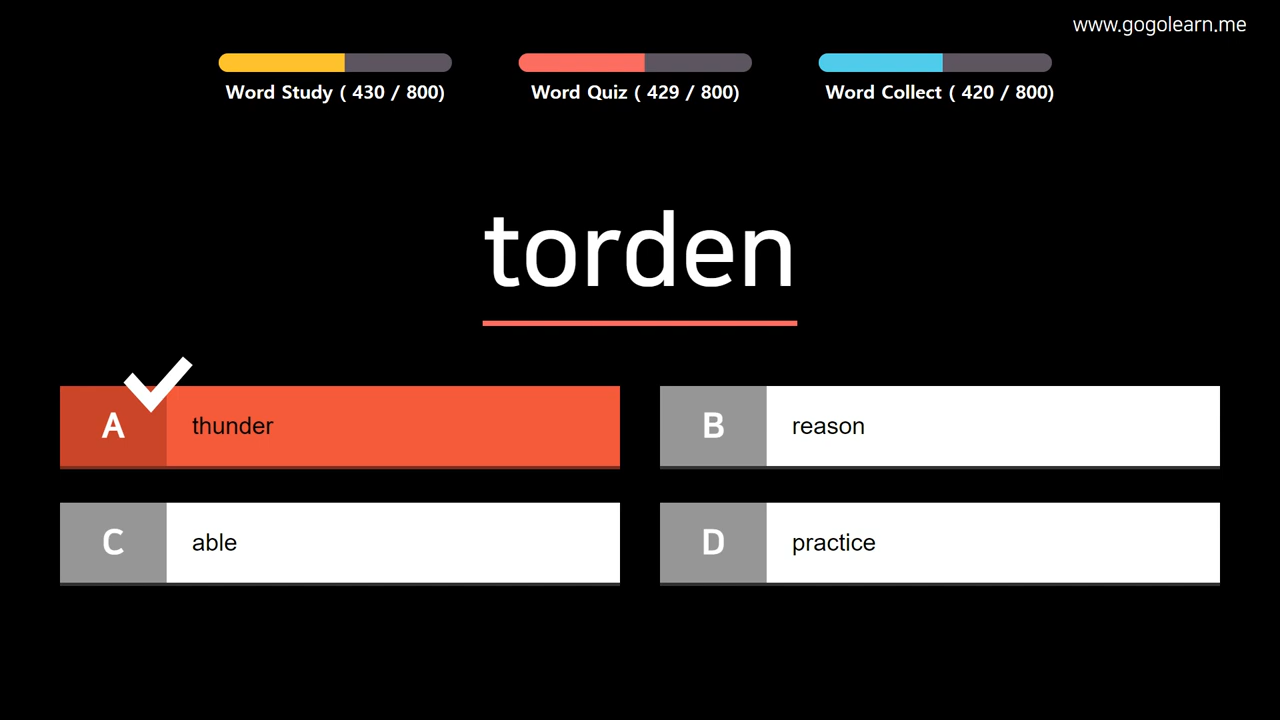 www.gogolearn.me
Word Study ( 430 / 800)
Word Quiz ( 429 / 800)
Word Collect ( 420 / 800)
torden
A thunder
B reason
C able
D practice